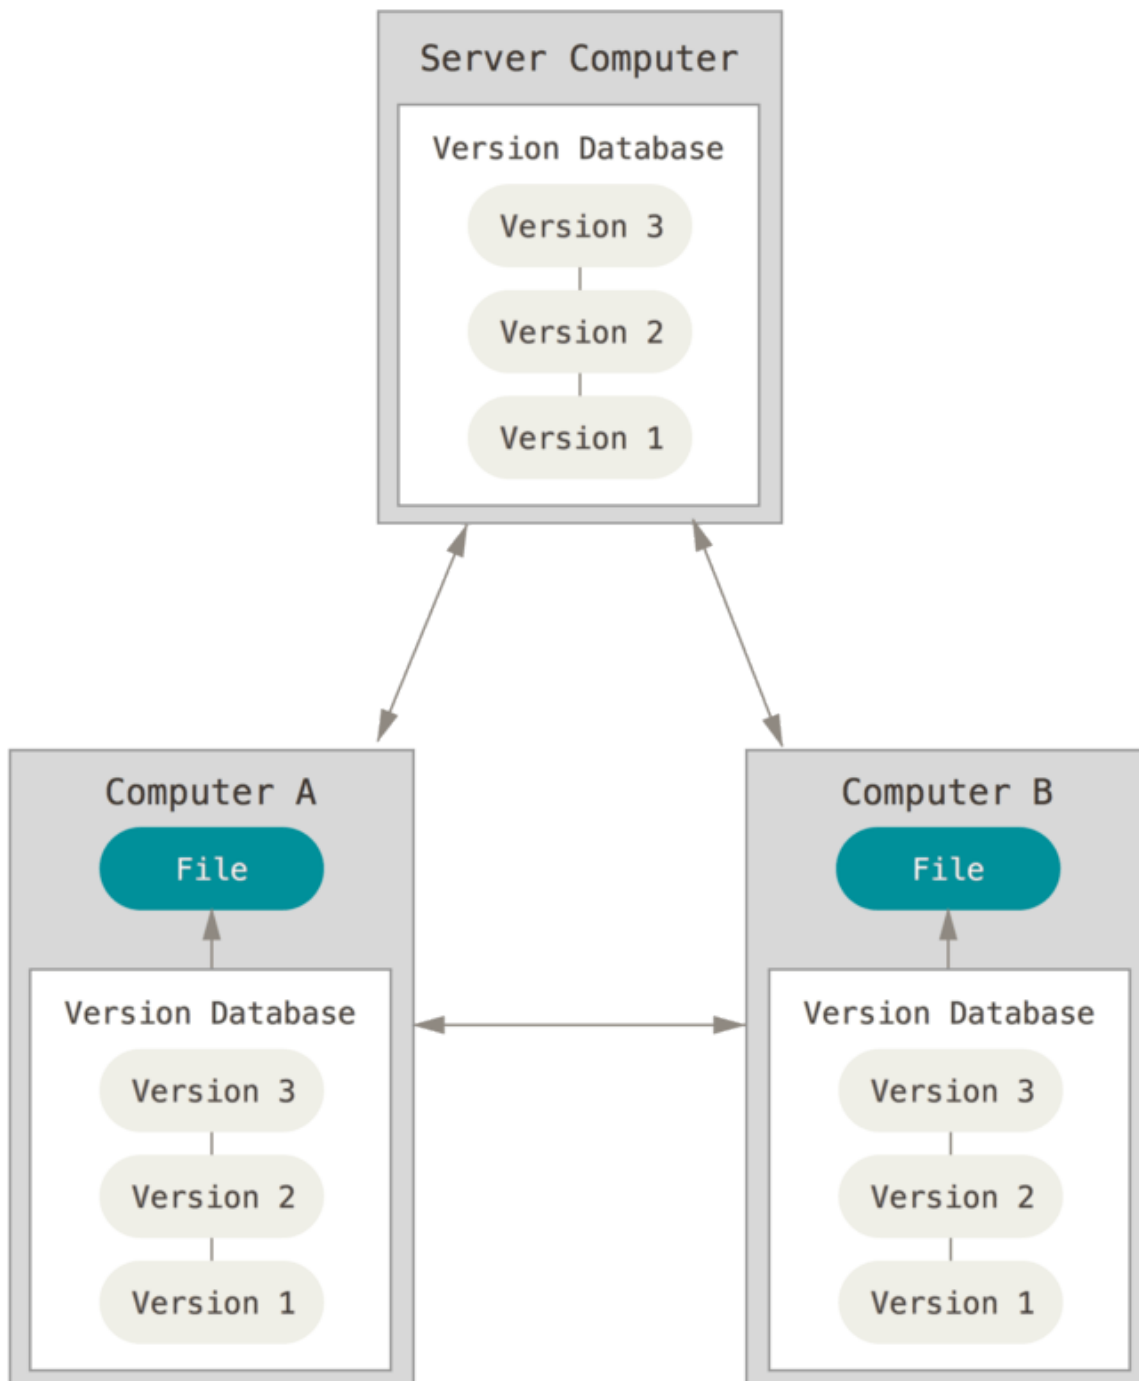 Server Computer
Version Database
Version 3
Version 2
Version 1
Computer A
File
Version Database
Version 3
Version 2
Version 1
Computer B
File
Version Database
Version 3
Version 2
Version 1